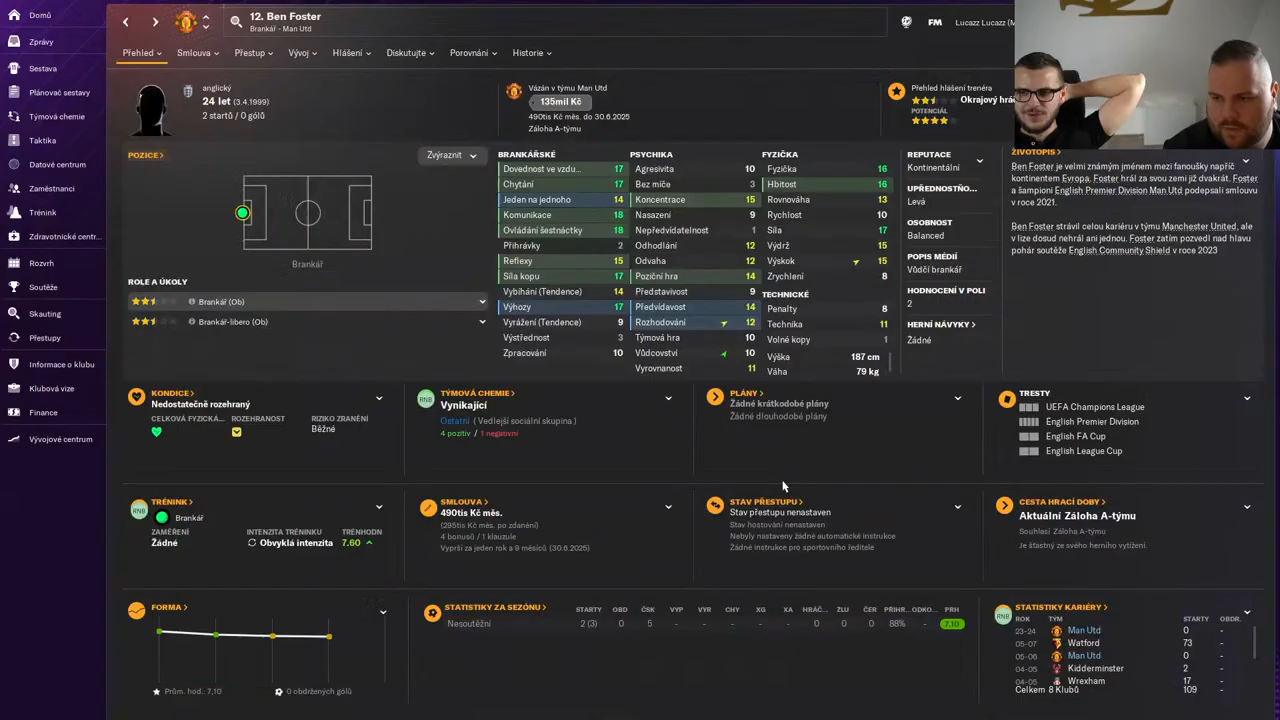 Domů
Zprávy
Sestava
Plánovač sestavy
Týmová chemie
Taktika
Datové centrum
Zaměstnanci
Trénink
Zdravotnické centr...
Rozvrh
Soutěže
Skauting
Přestupy
Informace o klubu
Klubová vize
Finance
Vývojové centrum
12. Ben Foster
Brankář - Man Utd
FM
Lucazz Lucazz (M
Přehled
Smlouva
Přestup
Vývoj
Hlášení
Diskutujte
Porovnání
Historie
anglický
24 let (3.4.1999)
2 startů / 0 gólů
Vázán v týmu Man Utd
135mil Kč
490tis Kč měs. do 30.6.2025
Záloha A-týmu
Přehled hlášení trenéra
Okrajový hráč
POTENCIÁL
POZICE
Zvýraznit
Brankář
ROLE A ÚKOLY
Brankář (Ob)
Brankář-libero (Ob)
BRANKÁŘSKÉ
Dovednost ve vzdu... 17
Chytání 17
Jeden na jednoho 14
Komunikace 18
Ovládání šestnáctky 18
Přihrávky 2
Reflexy 15
Síla kopu 17
Vybíhání (Tendence) 14
Výhozy 17
Vyrážení (Tendence) 9
Výstřednost 3
Zpracování 10
PSYCHIKA
Agresivita 10
Bez míče 3
Koncentrace 15
Nasazení 9
Nepředvídatelnost 1
Odhodlání 12
Odvaha 12
Poziční hra 14
Představivost 9
Předvídavost 14
Rozhodování 12
Týmová hra 10
Vůdcovství 10
Vyrovnanost 11
FYZIČKA
Fyzička 16
Hbitost 16
Rovnováha 13
Rychlost 10
Síla 17
Výdrž 15
Výskok 15
Zrychlení 8
TECHNICKÉ
Penalty 8
Technika 11
Volné kopy 1
Výška 187 cm
Váha 79 kg
REPUTACE
Kontinentální
UPŘEDNOSTŇO...
Levá
OSOBNOST
Balanced
POPIS MÉDIÍ
Vůdčí brankář
HODNOCENÍ V POLI
2
HERNÍ NÁVYKY
Žádné
ŽIVOTOPIS
Ben Foster je velmi známým jménem mezi fanoušky napříč
kontinentem Evropa. Foster hrál za svou zemi již dvakrát. Foster
a šampioni English Premier Division Man Utd podepsali smlouvu
v roce 2021.
Ben Foster strávil celou kariéru v týmu Manchester United, ale
v lize dosud nehrál ani jednou. Foster zatím pozvedl nad hlavu
pohár soutěže English Community Shield v roce 2023
KONDICE
Nedostatečně rozehraný
CELKOVÁ FYZICKÁ...
ROZEHRANOST
RIZIKO ZRANĚNÍ
Běžné
RNB
TÝMOVÁ CHEMIE
Vynikající
Ostatní ( Vedlejší sociální skupina )
4 pozitiv / 1 negativní
PLÁNY
Žádné krátkodobé plány
Žádné dlouhodobé plány
TRESTY
UEFA Champions League
English Premier Division
English FA Cup
English League Cup
RNB
TRÉNINK
Brankář
ZAMĚŘENÍ
Žádné
INTENZITA TRÉNINKU
Obvyklá intenzita
TRÉNHODN
7.60
SMLOUVA
490tis Kč měs.
(295tis Kč měs. po zdanění)
4 bonusů / 1 klauzule
Vyprší za jeden rok a 9 měsíců (30.6.2025)
STAV PŘESTUPU
Stav přestupu nenastaven
Stav hostování nenastaven
Nebyly nastaveny žádné automatické instrukce
Žádné instrukce pro sportovního ředitele
CESTA HRACÍ DOBY
Aktuální Záloha A-týmu
Souhlasí Záloha A-týmu
Je šťastný ze svého herního vytížení.
FORMA
Prům. hod.: 7,10
0 obdržených gólů
STATISTIKY ZA SEZÓNU
STARTY OBD ČSK VYP VYR CHY XG XA HRÁČ... ŽLU ČER PŘIHR... ODKO... PRH
Nesoutěžní 2 (3) 0 5 - - - - - 0 0 0 88% - 7.10
RNB
STATISTIKY KARIÉRY
ROK TÝM STARTY OBDR.
23-24 Man Utd 0 -
05-07 Watford 73 -
05-06 Man Utd 0 -
04-05 Kidderminster 2 -
04-05 Wrexham 17 -
Celkem 8 Klubů 109 -